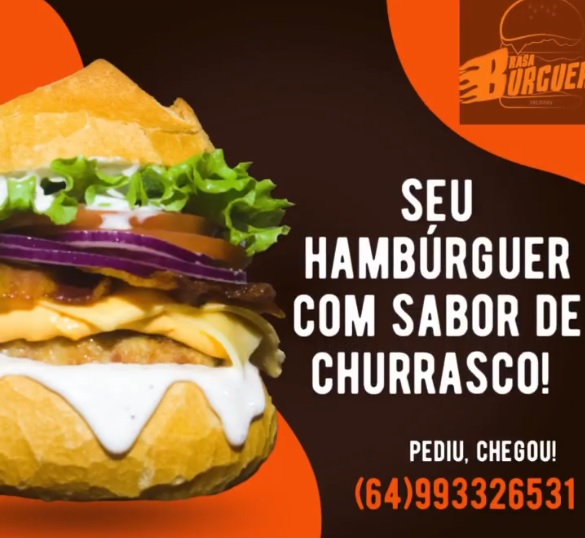 BRASA
BURGUER
SEU
HAMBÚRGUER
COM SABOR DE
CHURRASCO!
PEDIU, CHEGOU!
(64)993326531